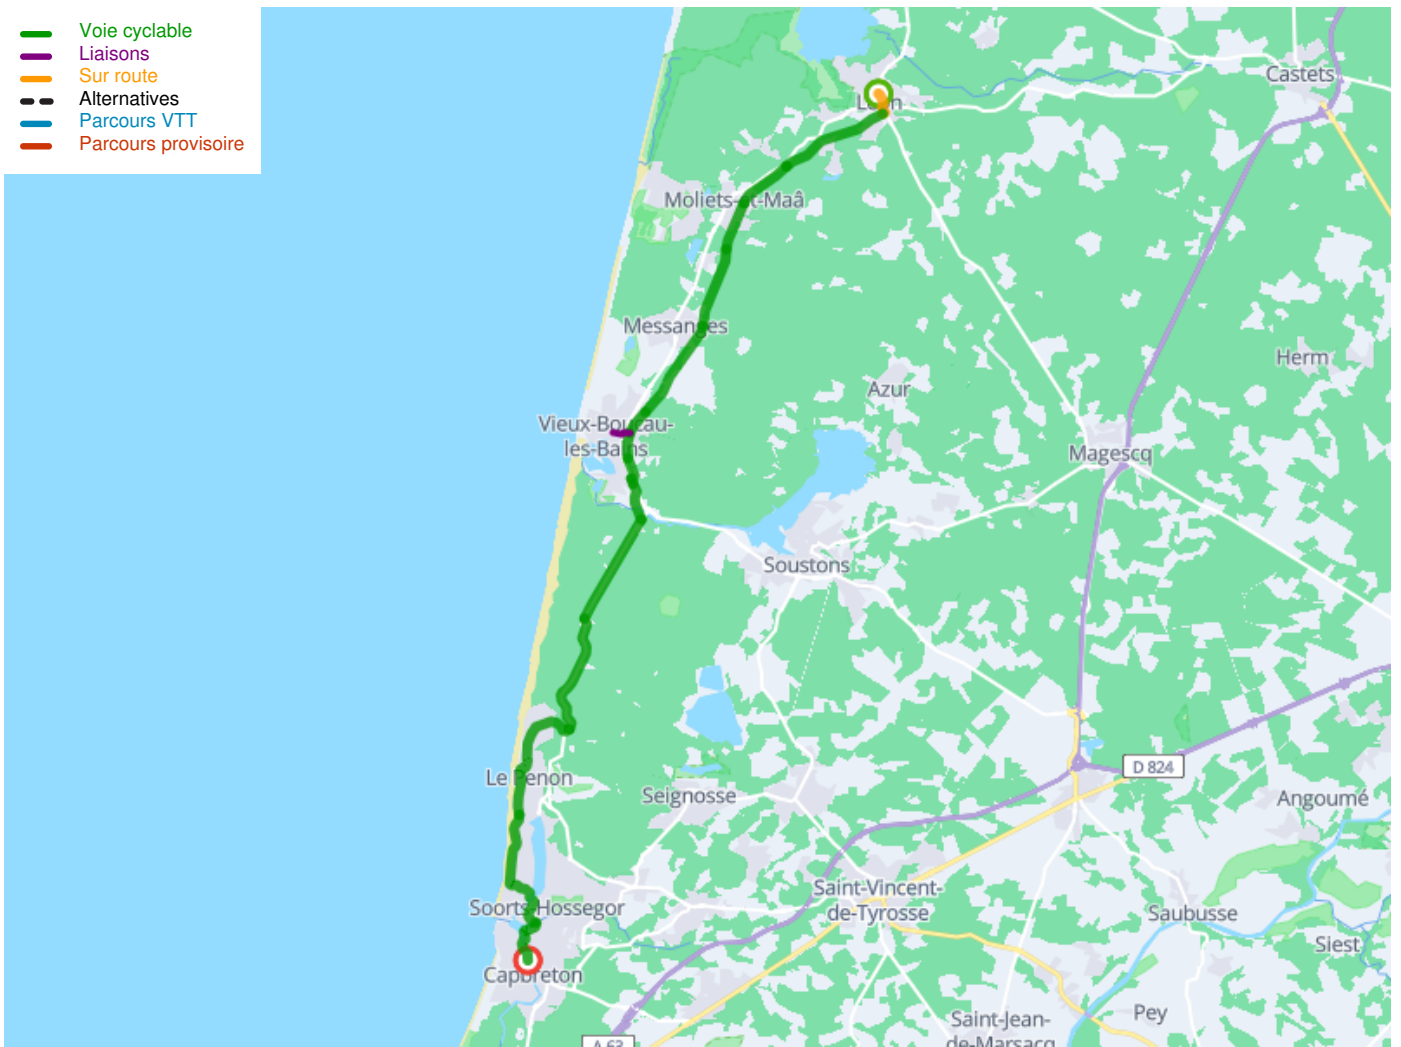 Voie cyclable
Liaisons
Sur route
Alternatives
Parcours VTT
Parcours provisoire
Castets
Léon
Moliets-et-Maâ
Messanges
Herm
Azur
Vieux-Boucau-
les-Bains
Magescq
Soustons
Le Penon
D 824
Seignosse
Angoumé
Saint-Vincent-
de-Tyrosse
Soorts-Hossegor
Saubusse
Siest
Capbreton
Pey
Saint-Jean-
de-Marsacq
A 63